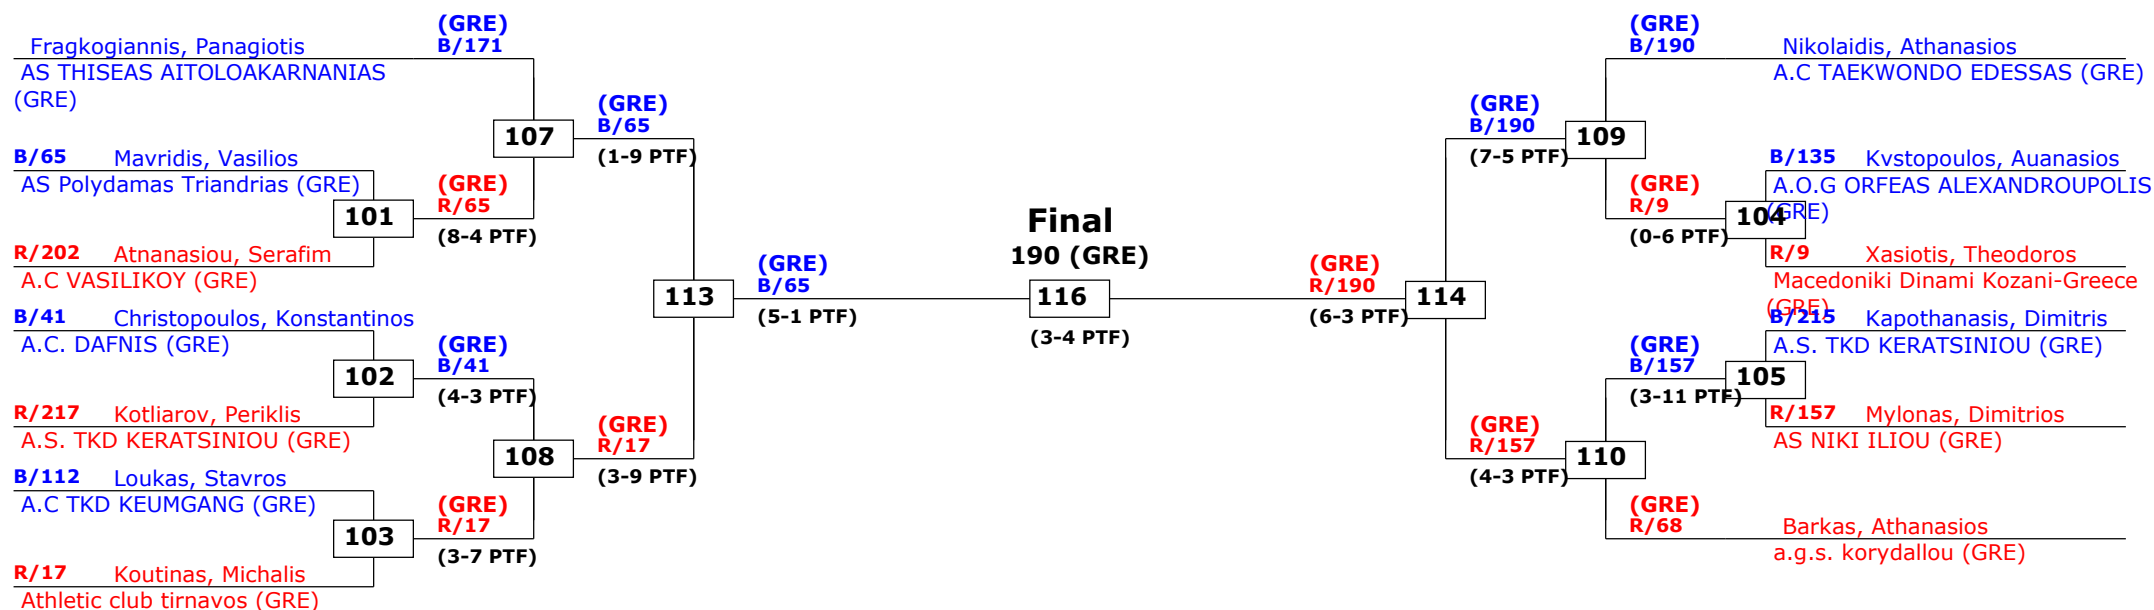 (GRE)
B/171
Fragkogiannis, Panagiotis
AS THISEAS AITOLOAKARNANIAS
(GRE)
B/65 Mavridis, Vasilios
AS Polydamas Triandrias (GRE)
101
(GRE)
R/65
(8-4 PTF)
R/202 Atnanasiou, Serafim
A.C VASILIKOY (GRE)
107
(GRE)
B/65
(1-9 PTF)
B/41 Christopoulos, Konstantinos
A.C. DAFNIS (GRE)
102
(GRE)
B/41
(4-3 PTF)
R/217 Kotliarov, Periklis
A.S. TKD KERATSINIOU (GRE)
108
(GRE)
R/17
(3-9 PTF)
B/112 Loukas, Stavros
A.C TKD KEUMGANG (GRE)
103
(GRE)
R/17
(3-7 PTF)
R/17 Koutinas, Michalis
Athletic club tirnavos (GRE)
113
(GRE)
B/65
(5-1 PTF)
Final
190 (GRE)
116
(3-4 PTF)
(GRE)
R/190
(6-3 PTF)
114
(GRE)
B/190
(7-5 PTF)
109
(GRE)
B/190
Nikolaidis, Athanasios
A.C TAEKWONDO EDESSAS (GRE)
(GRE)
R/9
(0-6 PTF)
104
B/135 Kvstopoulos, Auanasios
A.O.G ORFEAS ALEXANDROUPOLIS
(GRE)
R/9 Xasiotis, Theodoros
Macedoniki Dinami Kozani-Greece
(GRE)
B/215 Kapothanasis, Dimitris
A.S. TKD KERATSINIOU (GRE)
105
(GRE)
B/157
(3-11 PTF)
R/157 Mylonas, Dimitrios
AS NIKI ILIOU (GRE)
(GRE)
R/157
(4-3 PTF)
110
(GRE)
R/68
Barkas, Athanasios
a.g.s. korydallou (GRE)